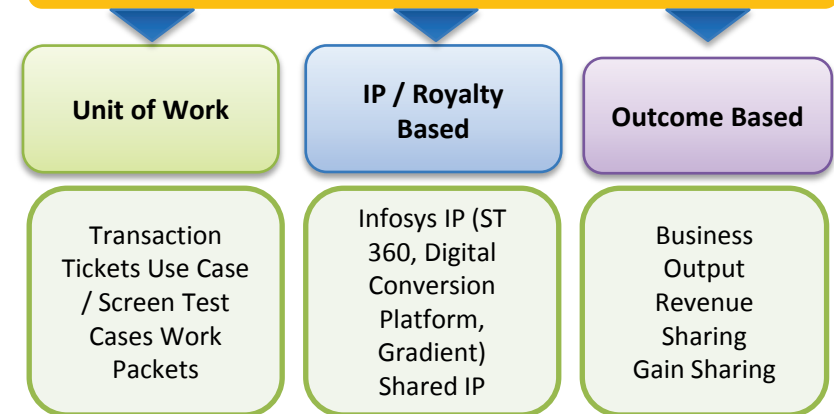 Unit of Work
IP / Royalty
Based
Outcome Based
Transaction
Tickets Use Case
/ Screen Test
Cases Work
Packets
Infosys IP (ST
360, Digital
Conversion
Platform,
Gradient)
Shared IP
Business
Output
Revenue
Sharing
Gain Sharing